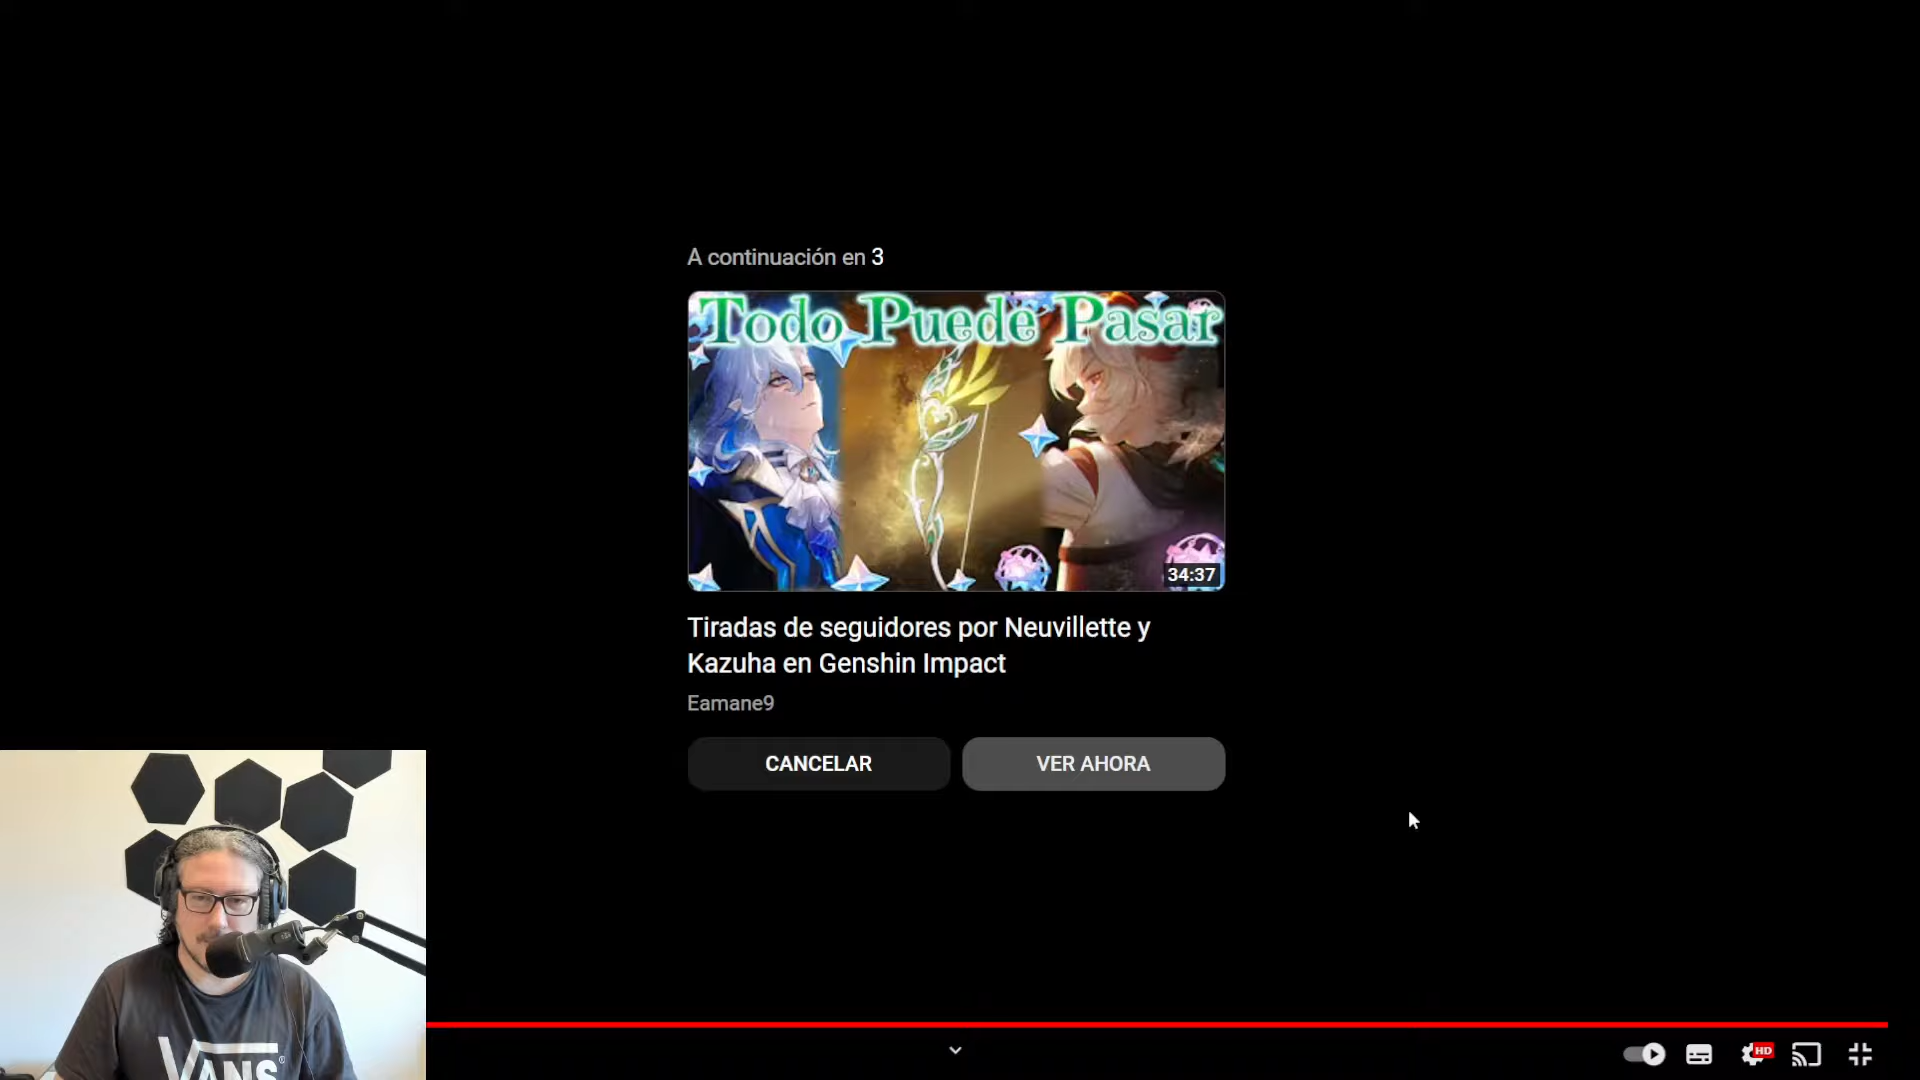 A continuación en 3
Todo Puede Pasar
34:37
Tiradas de seguidores por Neuvillette y
Kazuha en Genshin Impact
Eamane9
CANCELAR
VER AHORA
VANS
HD